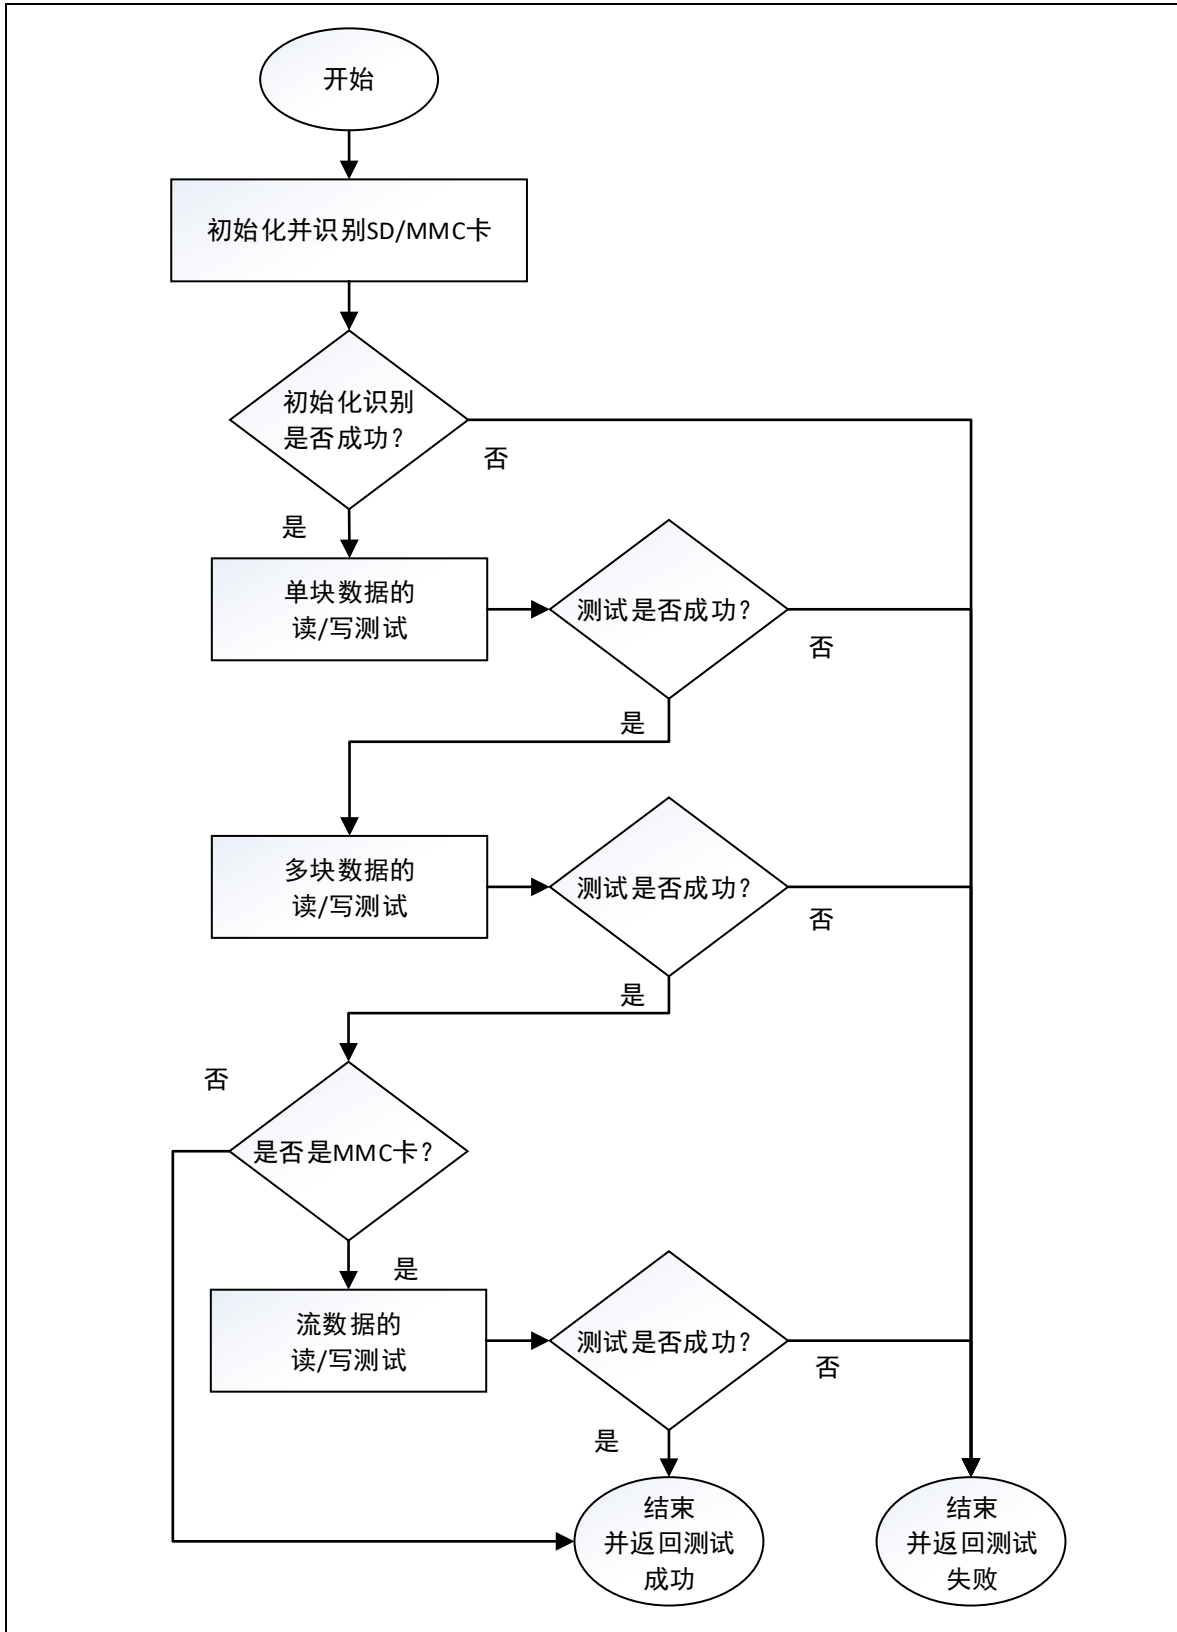 开始
初始化并识别SD/MMC卡
初始化识别
是否成功？
否
是
单块数据的
读/写测试
测试是否成功？
否
是
多块数据的
读/写测试
测试是否成功？
否
是
否
是否是MMC卡？
是
流数据的
读/写测试
测试是否成功？
否
是
结束
并返回测试
成功
结束
并返回测试
失败